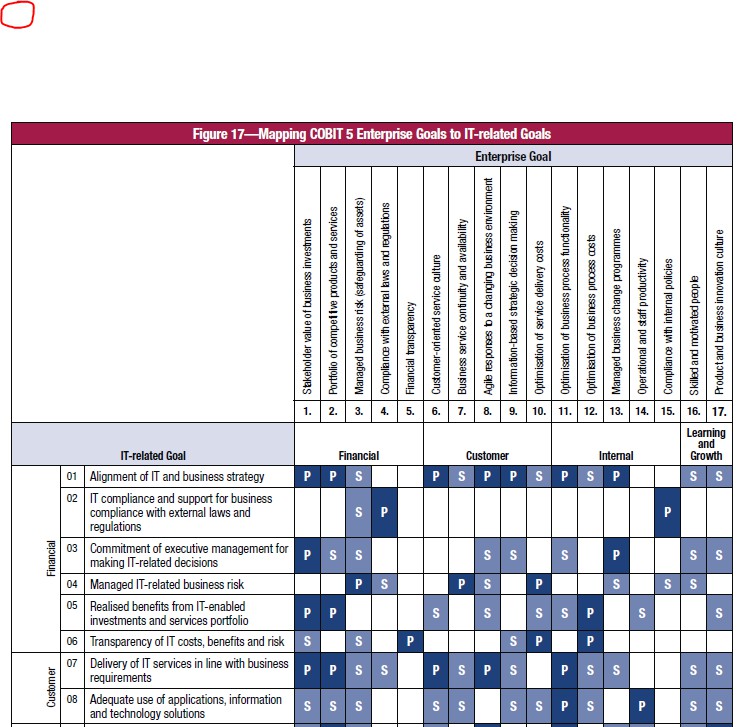 Figure 17—Mapping COBIT 5 Enterprise Goals to IT-related Goals
Enterprise Goal
Stakeholder value of business investments
Portfolio of competitive products and services
Managed business risk (safeguarding of assets)
Compliance with external laws and regulations
Financial transparency
Customer-oriented service culture
Business service continuity and availability
Agile responses to a changing business environment
Information-based strategic decision making
Optimisation of service delivery costs
Optimisation of business process functionality
Optimisation of business process costs
Managed business change programmes
Operational and staff productivity
Compliance with internal policies
Skilled and motivated people
Product and business innovation culture
1. 2. 3. 4. 5. 6. 7. 8. 9. 10. 11. 12. 13. 14. 15. 16. 17.
IT-related Goal Financial Customer Internal Learning
and
Growth
Financial
01 Alignment of IT and business strategy P P S P S P P S P S P S S
02 IT compliance and support for business
compliance with external laws and
regulations
S P P
03 Commitment of executive management for
making IT-related decisions
P S S S S S P S S
04 Managed IT-related business risk P S P S P S S S
05 Realised benefits from IT-enabled
investments and services portfolio
P P S S S S P S S
06 Transparency of IT costs, benefits and risk S S P S P P
Customer
07 Delivery of IT services in line with business
requirements
P P S S P S P S P S S S S
08 Adequate use of applications, information
and technology solutions
S S S S S S S P S P S S